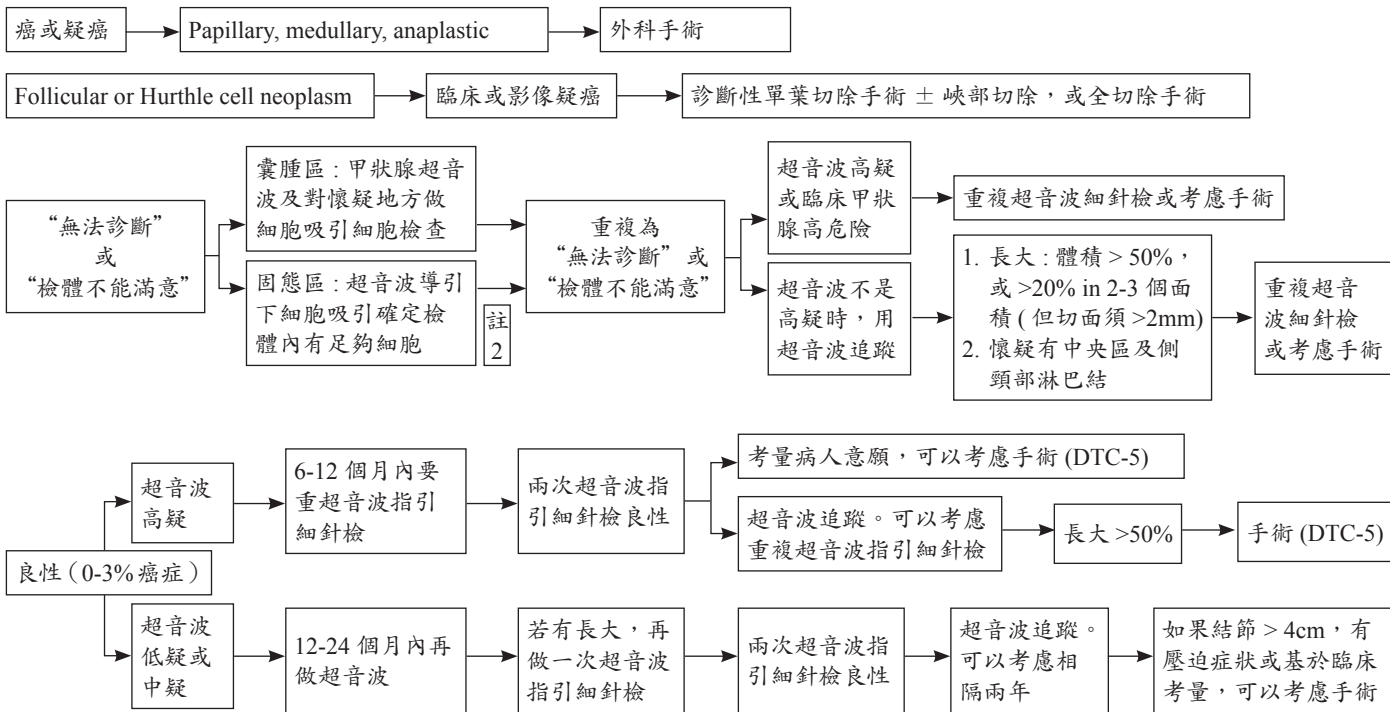 癌或疑癌
Papillary, medullary, anaplastic
外科手術
Follicular or Hurthle cell neoplasm
臨床或影像疑癌
診斷性單葉切除手術 ± 峽部切除，或全切除手術
“無法診斷”
或
“檢體不能滿意”
囊腫區：甲狀腺超音
波及對懷疑地方做
細胞吸引細胞檢查
固態區：超音波導引
下細胞吸引確定檢
體內有足夠細胞
註
2
重複為
“無法診斷” 或
“檢體不能滿意”
超音波高疑
或臨床甲狀
腺高危險
重複超音波細針檢或考慮手術
超音波不是
高疑時，用
超音波追蹤
1. 長大：體積 > 50%，
或 >20% in 2-3 個面
積 ( 但切面須 >2mm)
2. 懷疑有中央區及側
頸部淋巴結
重複超音
波細針檢
或考慮手術
良性（0-3% 癌症）
超音波
高疑
6-12 個月內要
重超音波指引
細針檢
兩次超音波指
引細針檢良性
考量病人意願，可以考慮手術 (DTC-5)
超音波追蹤。可以考慮
重複超音波指引細針檢
長大 >50%
手術 (DTC-5)
超音波
低疑或
中疑
12-24 個月內再
做超音波
若有長大，再
做一次超音波
指引細針檢
兩次超音波指
引細針檢良性
超音波追蹤。
可以考慮相
隔兩年
如果結節 > 4cm，有
壓迫症狀或基於臨床
考量，可以考慮手術